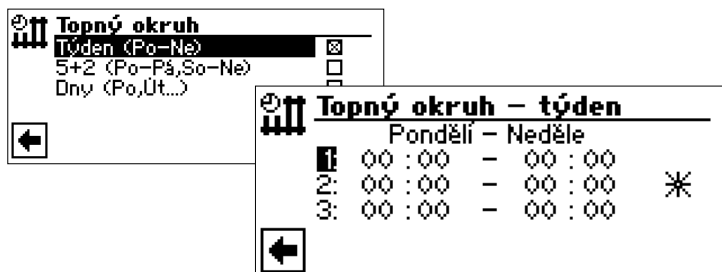 Topný okruh
Týden (Po-Ne)
5+2 (Po-Pá,So-Ne)
Dny (Po,Út...)
Topný okruh - týden
Pondělí - Neděle
1: 00 : 00 - 00 : 00
2: 00 : 00 - 00 : 00
3: 00 : 00 - 00 : 00